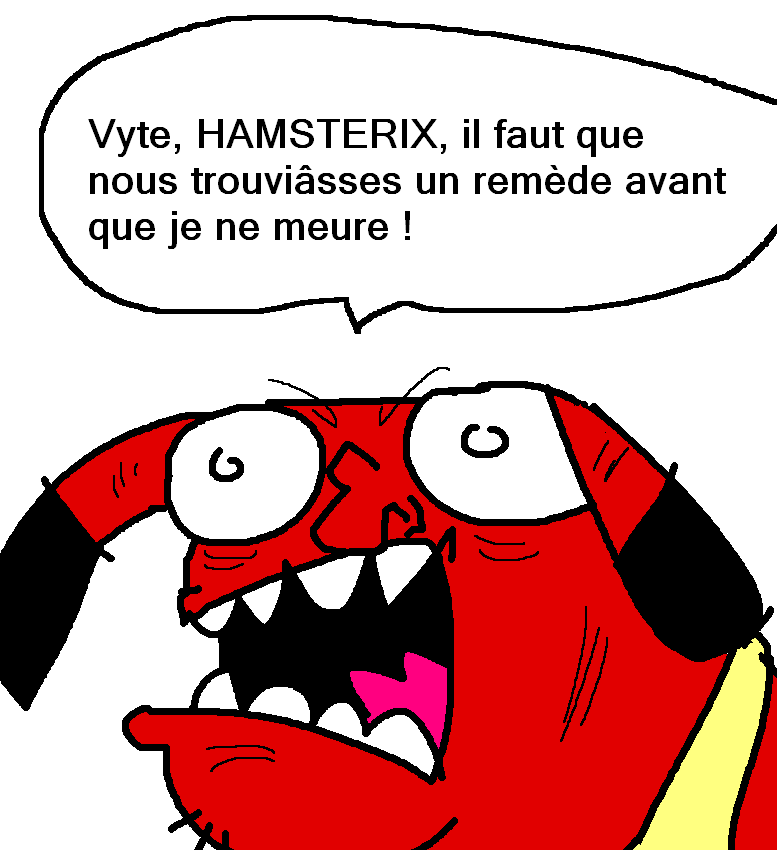 Vyte, HAMSTERIX, il faut que
nous trouviâsses un remède avant
que je ne meure !